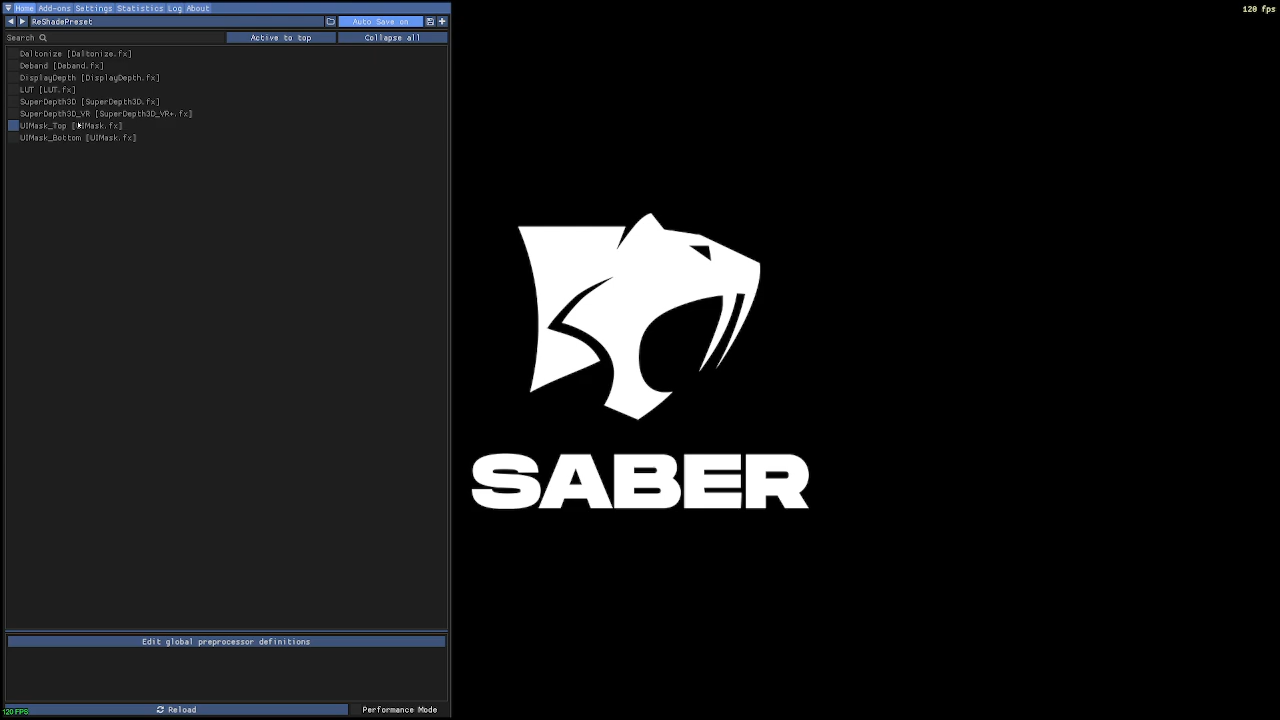 Home Add-ons Settings Statistics Log About
120 fps
ReShadePreset
Auto Save on
Search
Active to top
Collapse all
Daltonize [Daltonize.fx]
Deband [Deband.fx]
DisplayDepth [DisplayDepth.fx]
LUT [LUT.fx]
SuperDepth3D [SuperDepth3D.fx]
SuperDepth3D_VR [SuperDepth3D_VR+.fx]
UIMask_Top [UIMask.fx]
UIMask_Bottom [UIMask.fx]
SABER
Edit global preprocessor definitions
Reload
Performance Mode
120 FPS